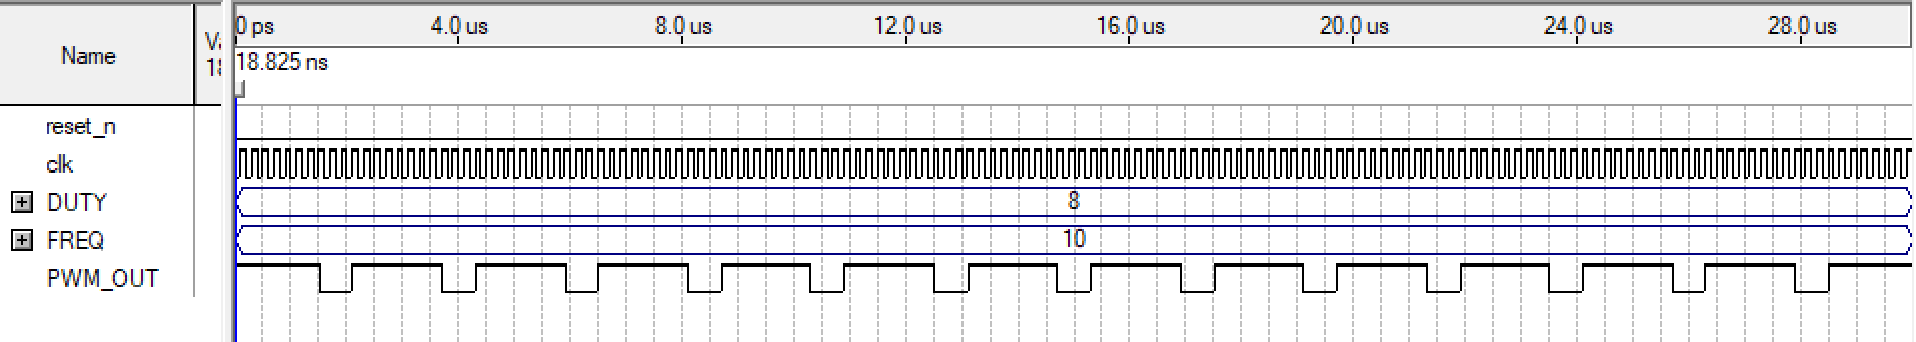 Name
0 ps 4.0 us 8.0 us 12.0 us 16.0 us 20.0 us 24.0 us 28.0 us
18.825 ns
reset_n
clk
DUTY 8
FREQ 10
PWM_OUT